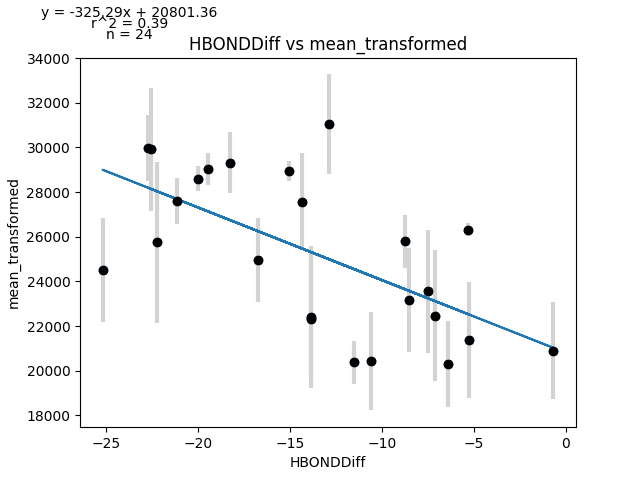 y = -325.29x + 20801.36
r^2 = 0.39
n = 24
HBONDDiff vs mean_transformed
mean_transformed
34000
32000
30000
28000
26000
24000
22000
20000
18000
−25 −20 −15 −10 −5 0
HBONDDiff